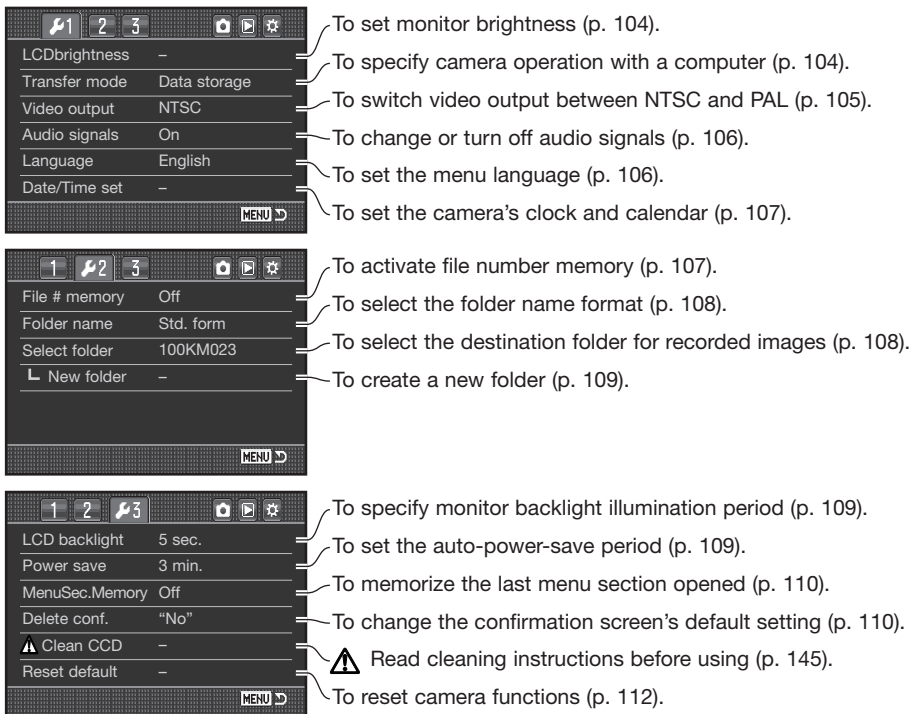 1 2 3
To set monitor brightness (p. 104).
LCDbrightness –
To specify camera operation with a computer (p. 104).
Transfer mode Data storage
To switch video output between NTSC and PAL (p. 105).
Video output NTSC
Audio signals On
To change or turn off audio signals (p. 106).
Language English
To set the menu language (p. 106).
Date/Time set –
To set the camera’s clock and calendar (p. 107).
MENU
1 2 3
To activate file number memory (p. 107).
File # memory Off
To select the folder name format (p. 108).
Folder name Std. form
To select the destination folder for recorded images (p. 108).
Select folder 100KM023
New folder –
To create a new folder (p. 109).
MENU
1 2 3
To specify monitor backlight illumination period (p. 109).
LCD backlight 5 sec.
To set the auto-power-save period (p. 109).
Power save 3 min.
To memorize the last menu section opened (p. 110).
MenuSec.Memory Off
Delete conf. “No”
To change the confirmation screen’s default setting (p. 110).
Clean CCD –
Read cleaning instructions before using (p. 145).
Reset default –
To reset camera functions (p. 112).
MENU